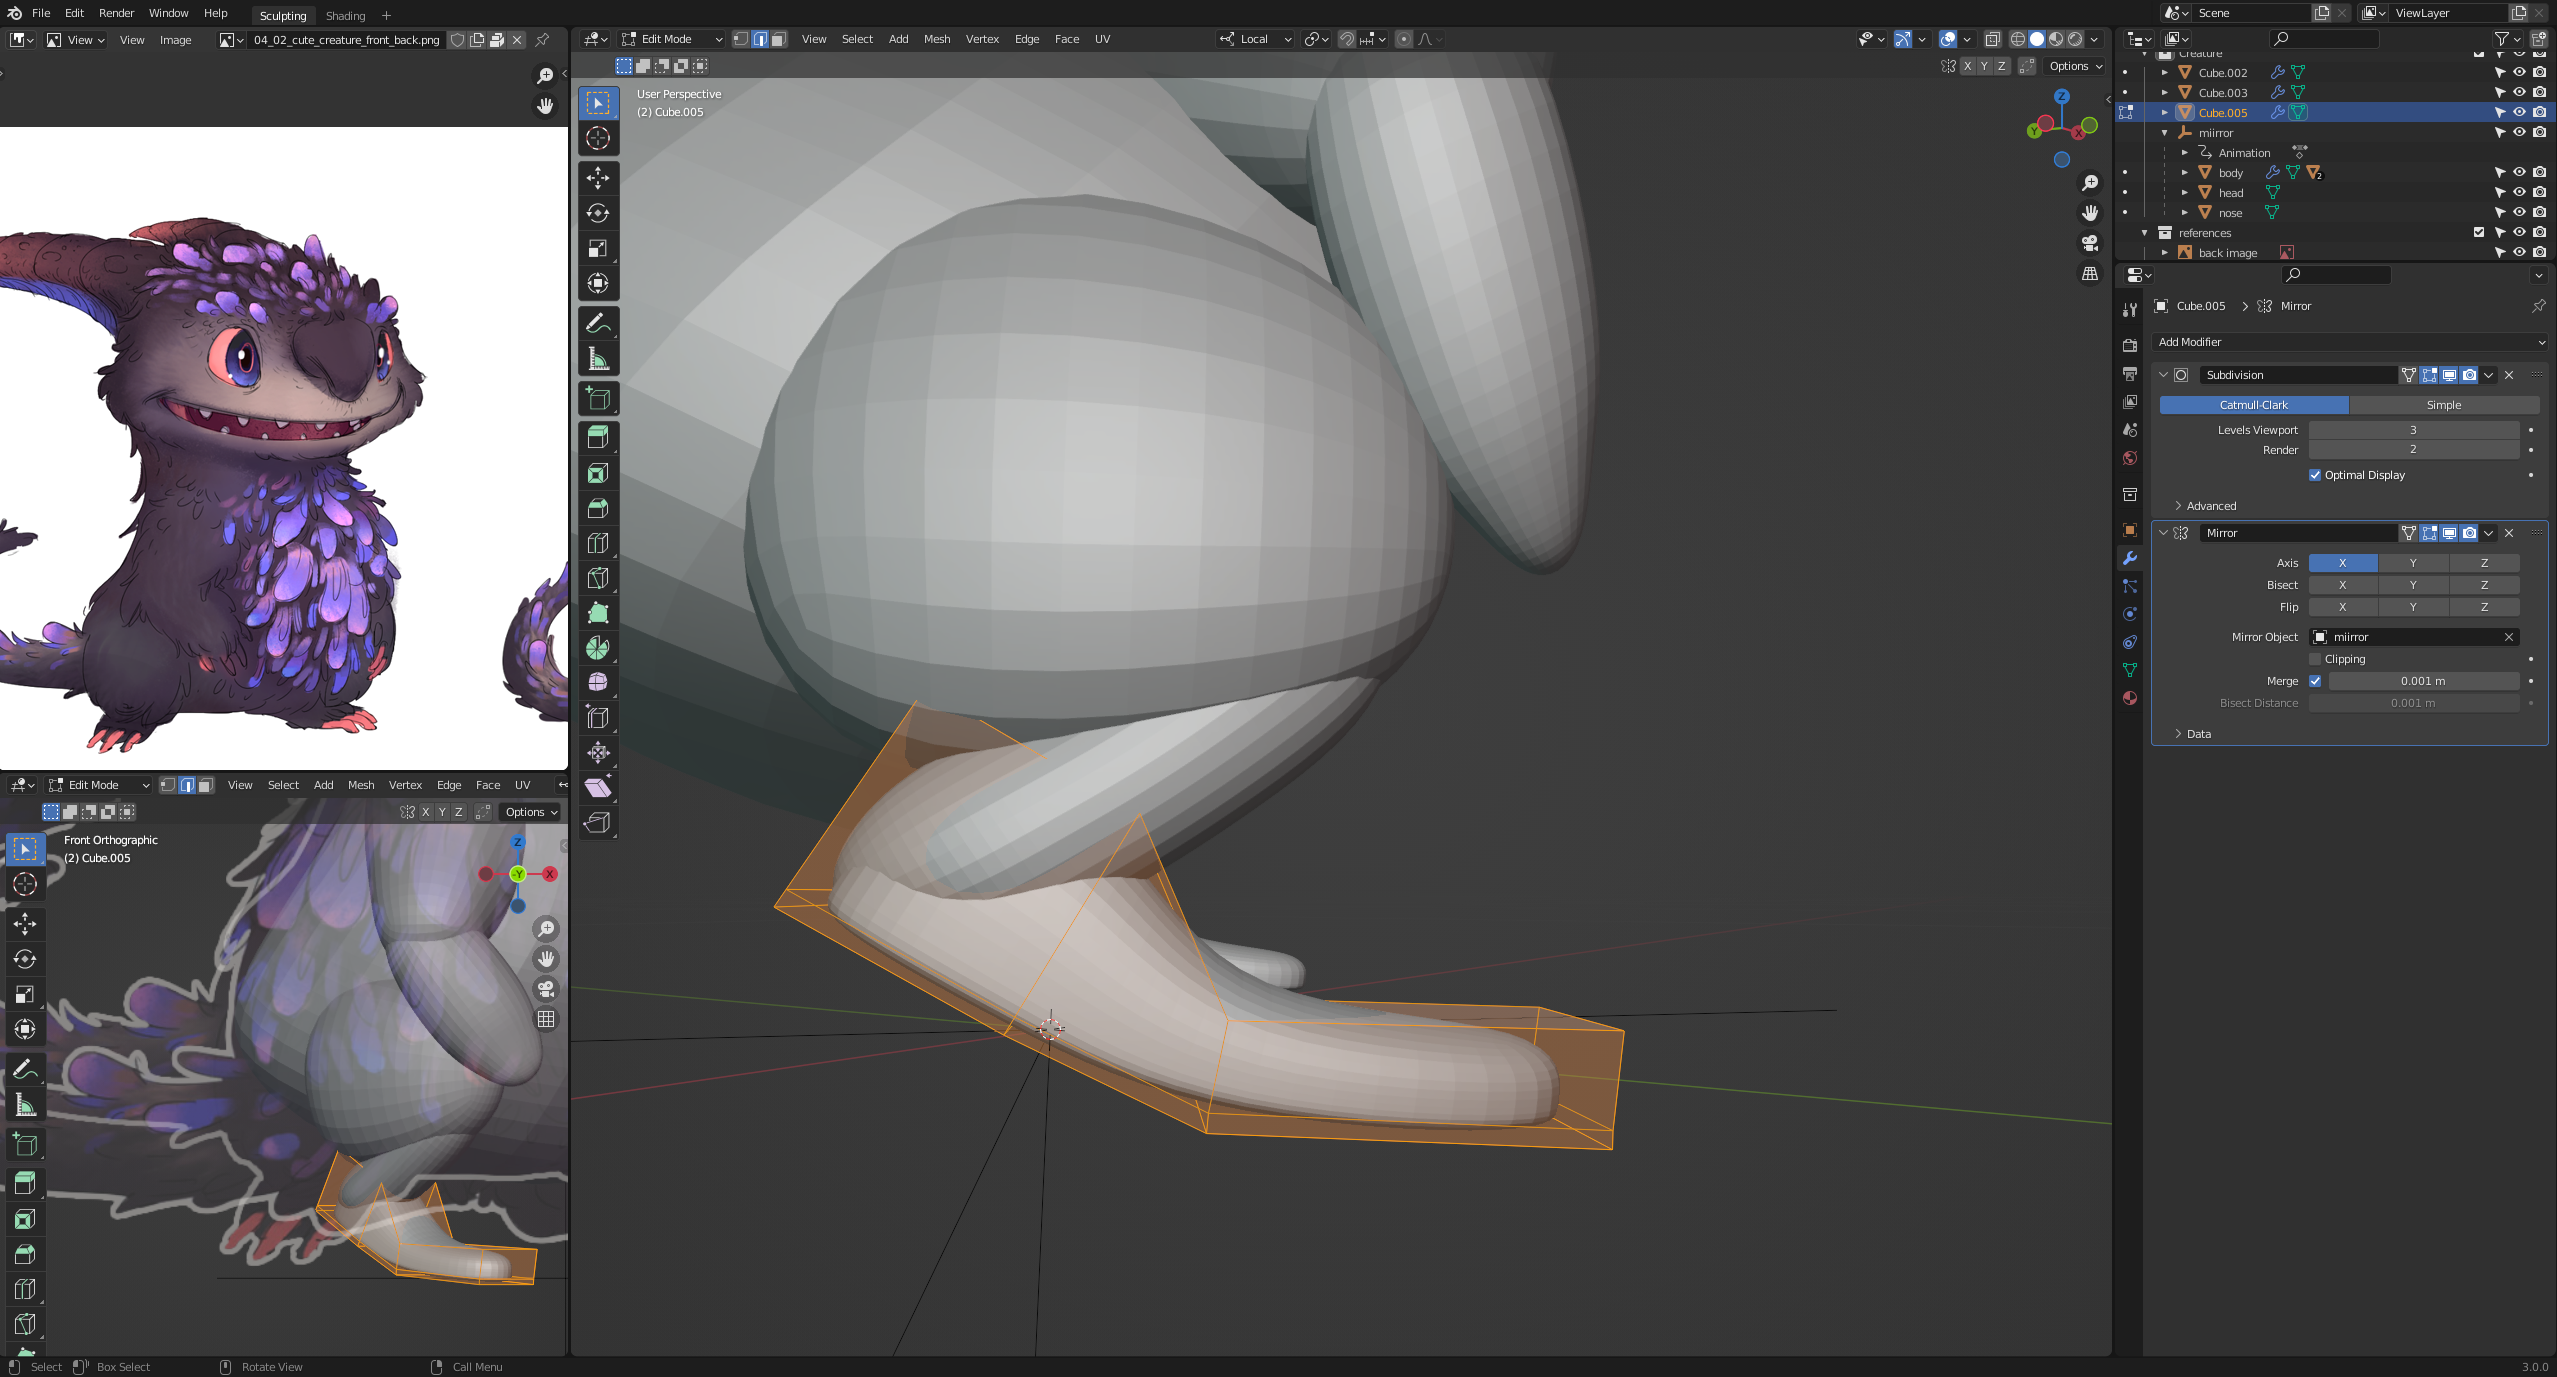 File Edit Render Window Help Sculpting Shading + Scene ViewLayer
View View Image 04_02_cute_creature_front_back.png
Edit Mode View Select Add Mesh Vertex Edge Face UV Local
X Y Z Options
User Perspective
(2) Cube.005
Z
Y X
Creature
Cube.002
Cube.003
Cube.005
miirror
Animation
body 2
head
nose
references
back image
Cube.005 > Mirror
Add Modifier
Subdivision
Catmull-Clark Simple
Levels Viewport 3
Render 2
Optimal Display
Advanced
Mirror
Axis X Y Z
Bisect X Y Z
Flip X Y Z
Mirror Object miirror
Clipping
Merge 0.001 m
Bisect Distance 0.001 m
Data
Edit Mode View Select Add Mesh Vertex Edge Face UV
X Y Z Options
Front Orthographic
(2) Cube.005
Z
-Y X
Select Box Select Rotate View Call Menu 3.0.0